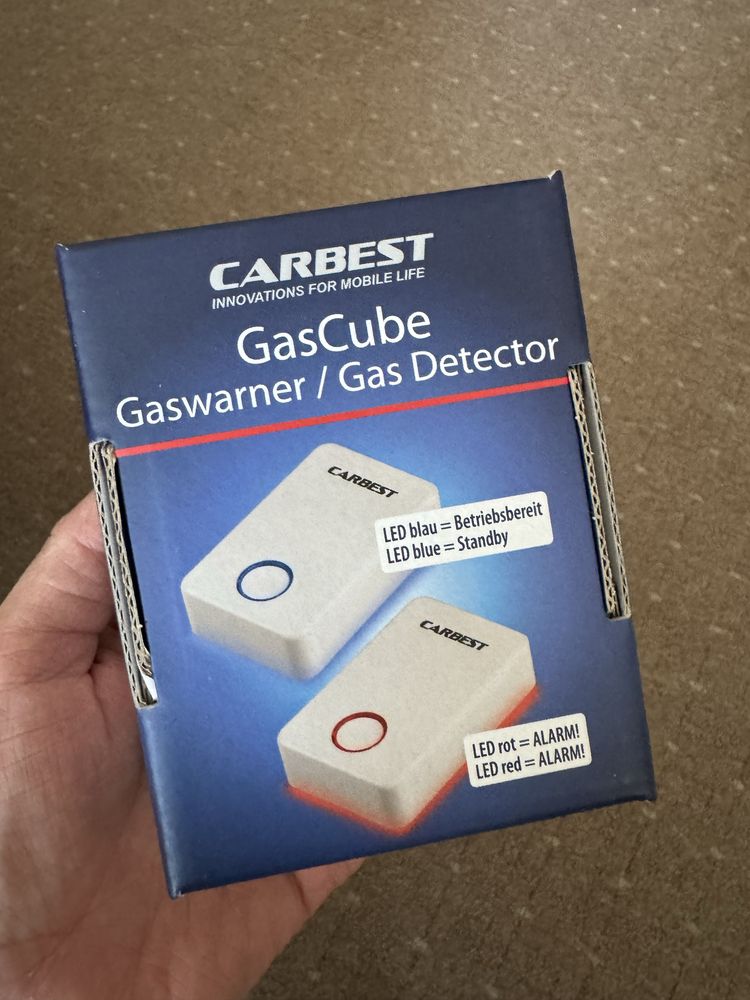 CARBEST
INNOVATIONS FOR MOBILE LIFE
GasCube
Gaswarner / Gas Detector
CARBEST
LED blau = Betriebsbereit
LED blue = Standby
CARBEST
LED rot = ALARM!
LED red = ALARM!